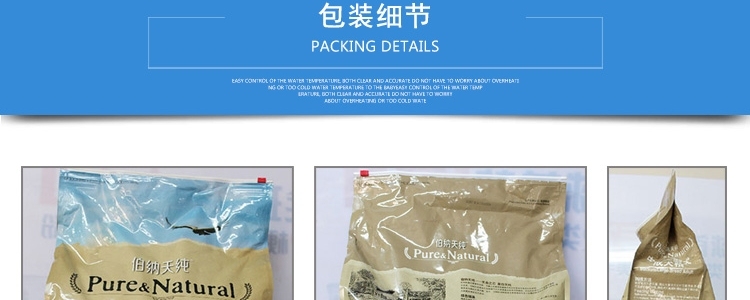 包装细节
PACKING DETAILS
EASY CONTROL OF THE WATER TEMPERATURE, BOTH CLEAR AND ACCURATE DO NOT HAVE TO WORRY ABOUT OVERHEATI
NG OR TOO COLD WATER TEMPERATURE TO THE BABYEASY CONTROL OF THE WATER TEMP
ERATURE, BOTH CLEAR AND ACCURATE DO NOT HAVE TO WORRY
ABOUT OVERHEATING OR TOO COLD WATE
伯纳天纯
Pure&Natural
伯纳天纯
Pure&Natural